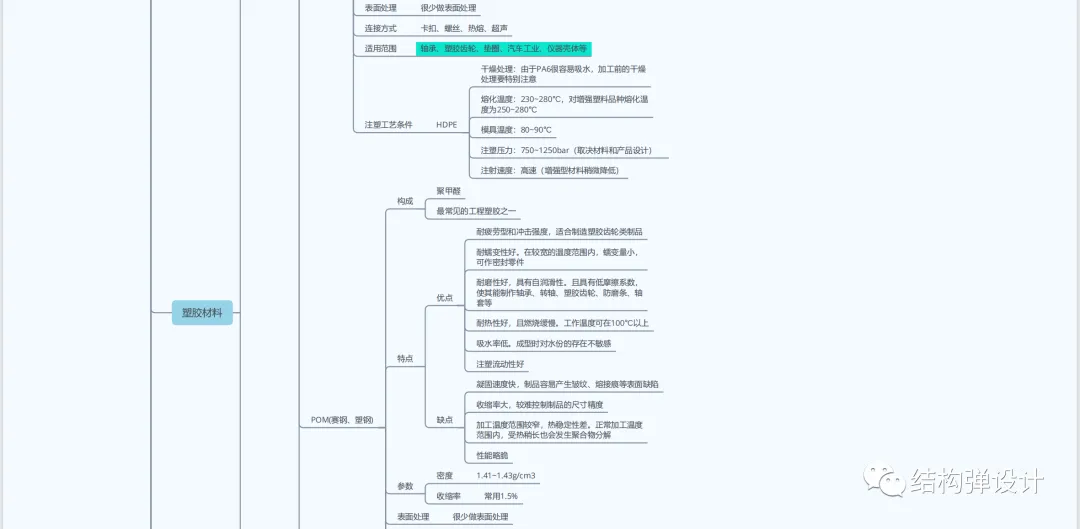 表面处理 很少做表面处理
连接方式 卡扣、螺丝、热熔、超声
适用范围 轴承、塑胶齿轮、垫圈、汽车工业、仪器壳体等
干燥处理：由于PA6很容易吸水，加工前的干燥
处理要特别注意
熔化温度：230~280℃，对增强塑料品种熔化温
度为250~280℃
注塑工艺条件 HDPE
模具温度：80~90℃
注塑压力：750~1250bar（取决材料和产品设计）
注射速度：高速（增强型材料稍微降低）
塑胶材料
POM(赛钢、塑钢)
构成
聚甲醛
最常见的工程塑胶之一
特点
优点
耐疲劳型和冲击强度，适合制造塑胶齿轮类制品
耐蠕变性好。在较宽的温度范围内，蠕变量小，
可作密封零件
耐磨性好，具有自润滑性。且具有低摩擦系数，
使其能制作轴承、转轴、塑胶齿轮、防磨条、轴
套等
耐热性好，且燃烧缓慢。工作温度可在100℃以上
吸水率低。成型时对水份的存在不敏感
注塑流动性好
缺点
凝固速度快，制品容易产生皱纹、熔接痕等表面缺陷
收缩率大，较难控制制品的尺寸精度
加工温度范围较窄，热稳定性差。正常加工温度
范围内，受热稍长也会发生聚合物分解
性能略脆
参数
密度 1.41~1.43g/cm3
收缩率 常用1.5%
表面处理 很少做表面处理
结构弹设计